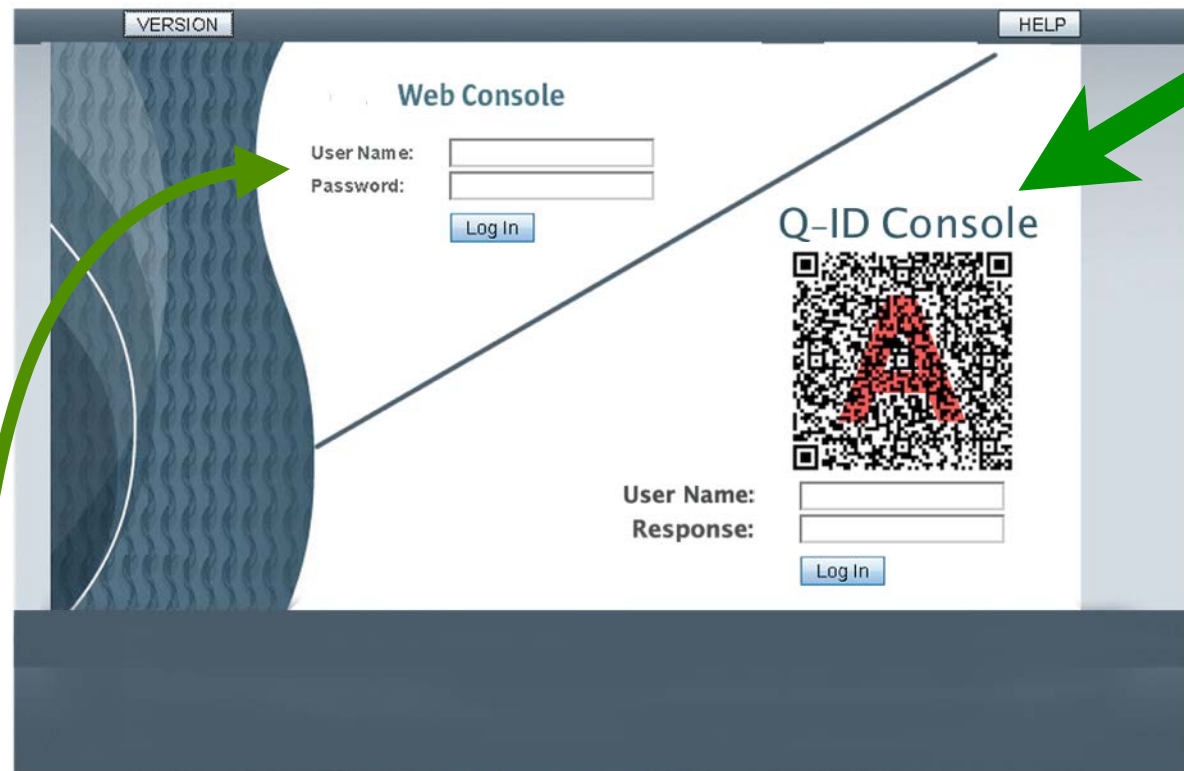 VERSION
HELP
Web Console
User Name:
Password:
Log In
Q-ID Console
A
User Name:
Response:
Log In